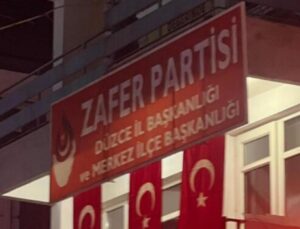 ZAFER PARTİSİ
DÜZCE İL BAŞKANLIĞI
ve MERKEZ İLÇE BAŞKANLIĞI